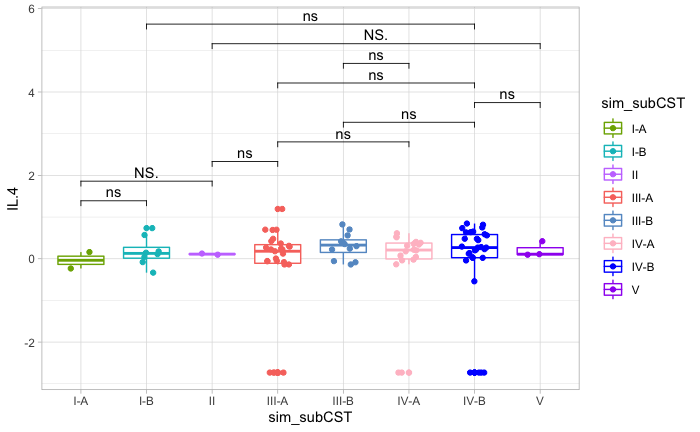 6
4
2
0
-2
IL.4
ns
NS.
ns
ns
ns
ns
ns
ns
NS.
ns
I-A I-B II III-A III-B IV-A IV-B V
sim_subCST
sim_subCST
I-A
I-B
II
III-A
III-B
IV-A
IV-B
V